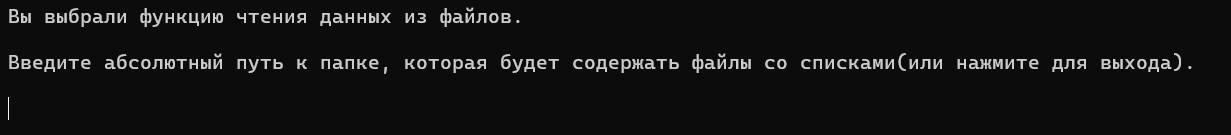 Вы выбрали функцию чтения данных из файлов.
Введите абсолютный путь к папке, которая будет содержать файлы со списками(или нажмите для выхода).